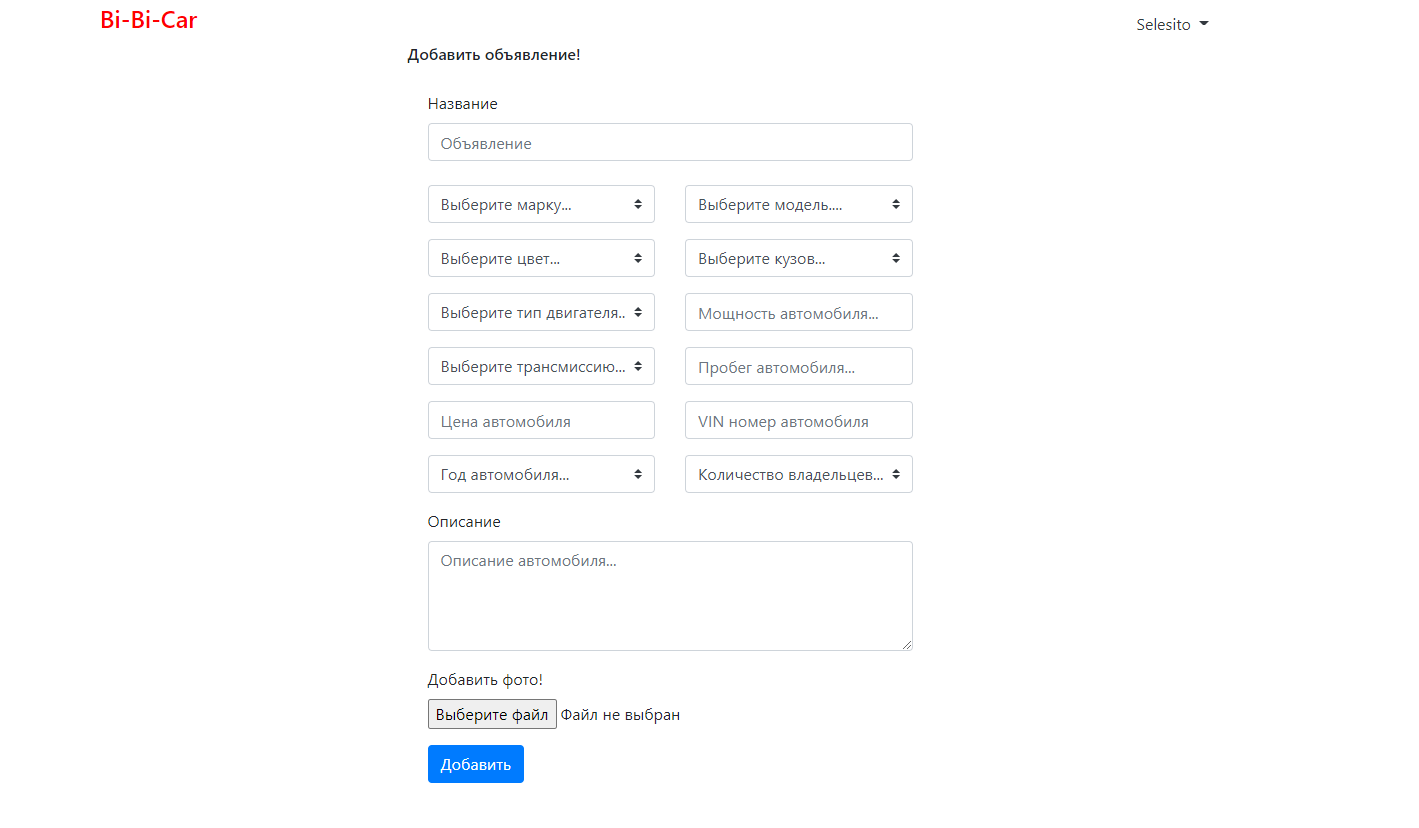 Bi-Bi-Car
Selesito
Добавить объявление!
Название
Объявление
Выберите марку...
Выберите модель....
Выберите цвет...
Выберите кузов...
Выберите тип двигателя..
Мощность автомобиля...
Выберите трансмиссию...
Пробег автомобиля...
Цена автомобиля
VIN номер автомобиля
Год автомобиля...
Количество владельцев...
Описание
Описание автомобиля...
Добавить фото!
Выберите файл Файл не выбран
Добавить